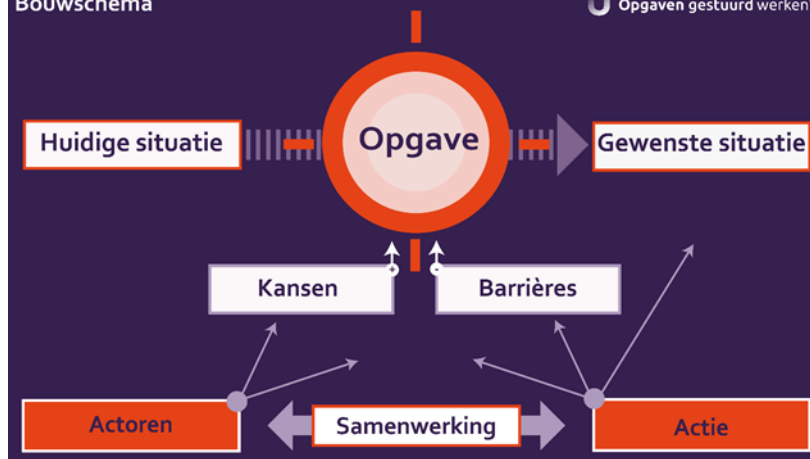 Bouwschema
Opgaven gestuurd werken
Huidige situatie
Opgave
Gewenste situatie
+
-
Kansen
Barrières
Actoren
Samenwerking
Actie